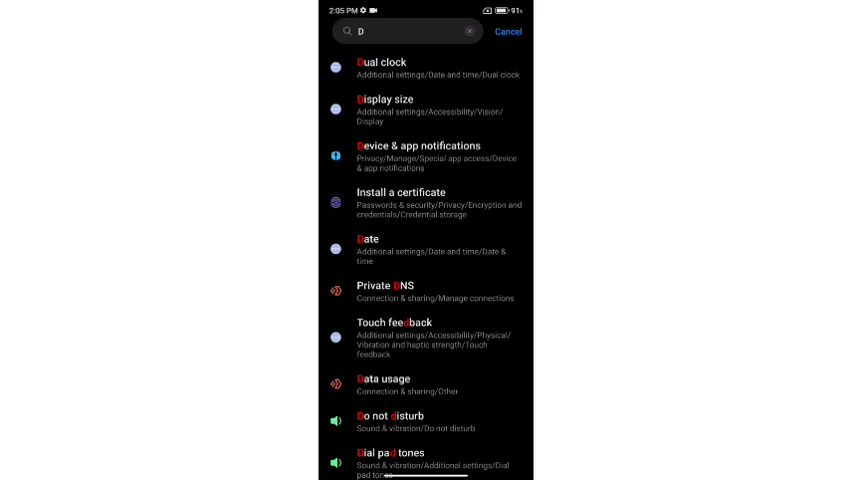 2:05 PM 91%
D Cancel
Dual clock
Additional settings/Date and time/Dual clock
Display size
Additional settings/Accessibility/Vision/
Display
Device & app notifications
Privacy/Manage/Special app access/Device
& app notifications
Install a certificate
Passwords & security/Privacy/Encryption and
credentials/Credential storage
Date
Additional settings/Date and time/Date &
time
Private DNS
Connection & sharing/Manage connections
Touch feedback
Additional settings/Accessibility/Physical/
Vibration and haptic strength/Touch
feedback
Data usage
Connection & sharing/Other
Do not disturb
Sound & vibration/Do not disturb
Dial pad tones
Sound & vibration/Additional settings/Dial
pad tones